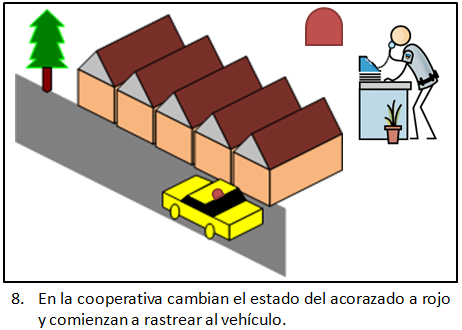 8. En la cooperativa cambian el estado del acorazado a rojo
y comienzan a rastrear al vehículo.